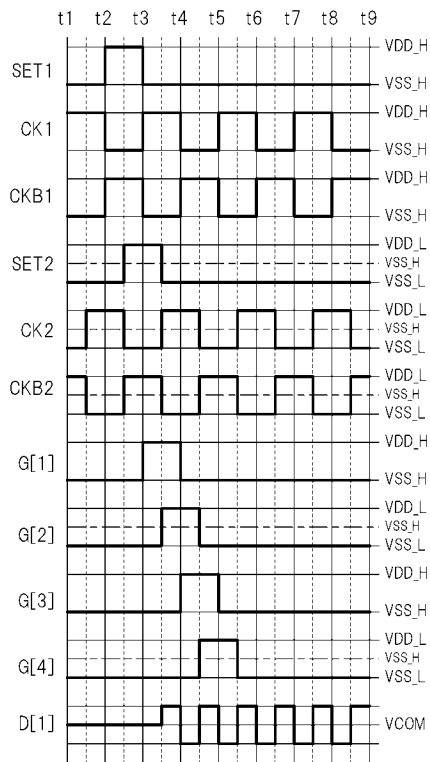 t1 t2 t3 t4 t5 t6 t7 t8 t9
SET1
VDD_H
VSS_H
CK1
VDD_H
VSS_H
CKB1
VDD_H
VSS_H
SET2
VDD_L
VSS_H
VSS_L
CK2
VDD_L
VSS_H
VSS_L
CKB2
VDD_L
VSS_H
VSS_L
G[1]
VDD_H
VSS_H
G[2]
VDD_L
VSS_H
VSS_L
G[3]
VDD_H
VSS_H
G[4]
VDD_L
VSS_H
VSS_L
D[1]
VCOM